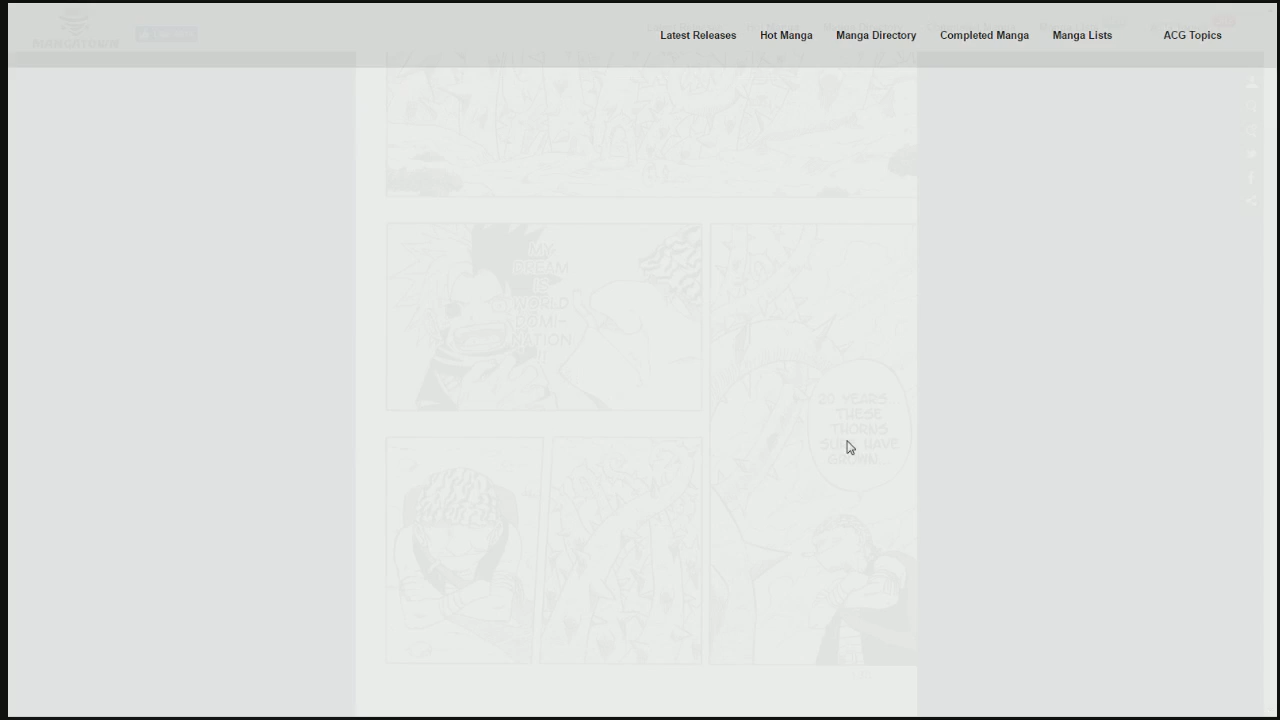 MANGATOWN
Latest Releases Hot Manga Manga Directory Completed Manga Manga Lists ACG Topics
MY
DREAM
IS
WORLD
DOMI-
NATION
!!
20 YEARS...
THESE
THORNS
SURE HAVE
GROWN...